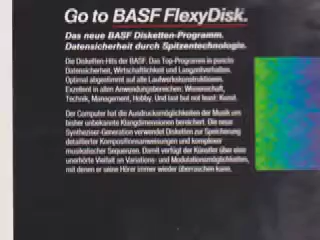 Go to BASF FlexyDisk.
Das neue BASF Disketten-Programm.
Datensicherheit durch Spitzentechnologie.
Die Disketten-Hits der BASF. Das Top-Programm in puncto
Datensicherheit, Wirtschaftlichkeit und Langzeitverhalten.
Optimal abgestimmt auf alle Laufwerkskonstruktionen.
Exzellent in allen Anwendungsbereichen: Wissenschaft,
Technik, Management, Hobby. Und last but not least: Kunst.
Der Computer hat die Ausdrucksmöglichkeiten der Musik um
bisher unbekannte Klangdimensionen bereichert. Die neue
Synthesizer-Generation verwendet Disketten zur Speicherung
detaillierter Kompositionsanweisungen und komplexer
musikalischer Sequenzen. Damit verfügt der Künstler über eine
unerhörte Vielfalt an Variations- und Modulationsmöglichkeiten,
mit denen er seine Hörer immer wieder überraschen kann.